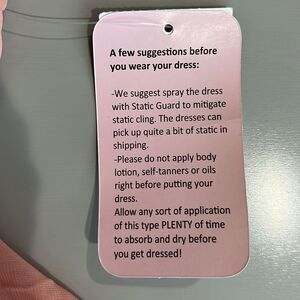 A few suggestions before
you wear your dress:
-We suggest spray the dress
with Static Guard to mitigate
static cling. The dresses can
pick up quite a bit of static in
shipping.
-Please do not apply body
lotion, self-tanners or oils
right before putting your
dress.
Allow any sort of application
of this type PLENTY of time
to absorb and dry before
you get dressed!